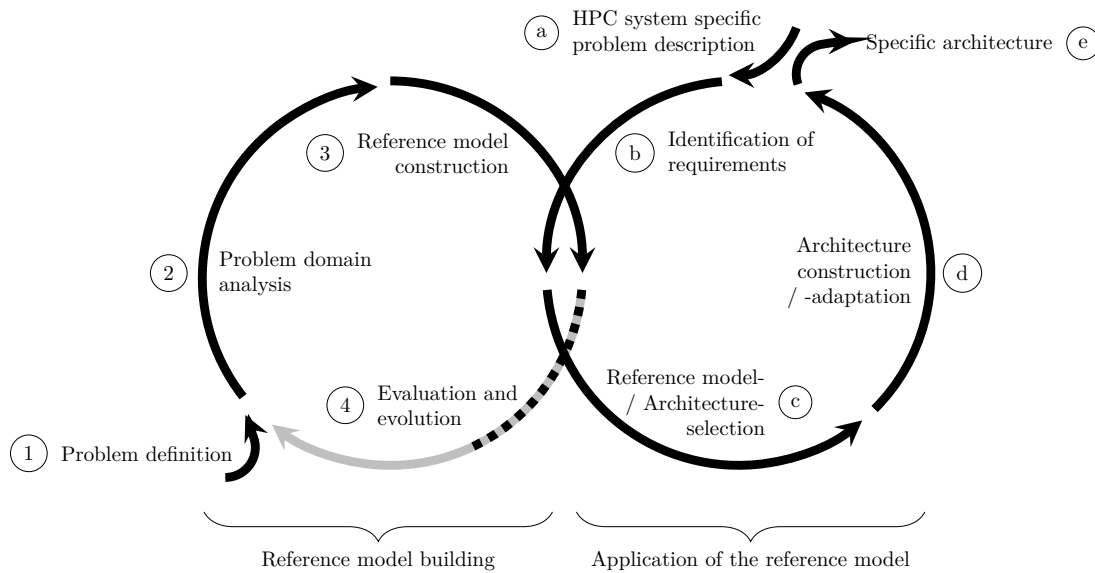 a
HPC system specific
problem description
Specific architecture
e
3
Reference model
construction
b
Identification of
requirements
2
Problem domain
analysis
Architecture
construction
/ -adaptation
d
4
Evaluation and
evolution
Reference model-
/ Architecture-
selection
c
1
Problem definition
Reference model building
Application of the reference model